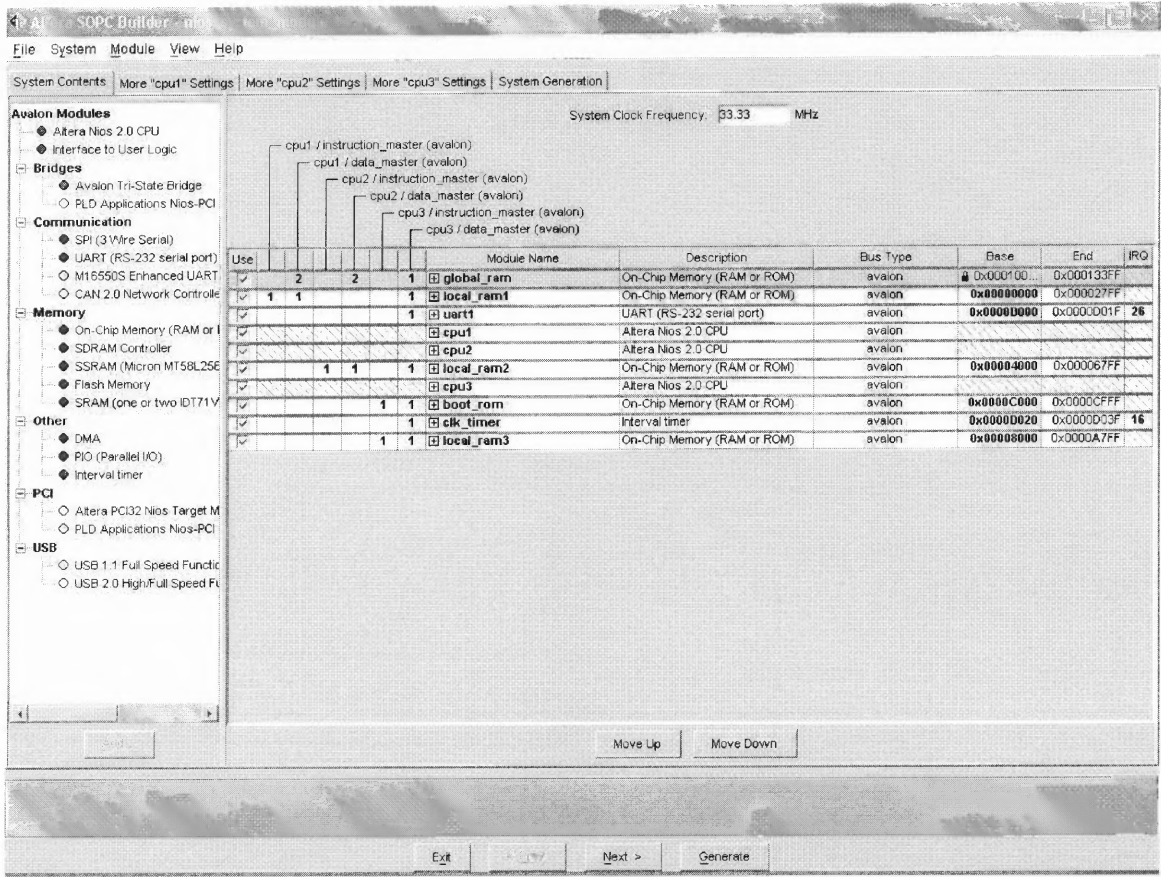 SOPC Builder - nios
File System Module View Help
System Contents More "cpu1" Settings More "cpu2" Settings More "cpu3" Settings System Generation
Avalon Modules
Altera Nios 2.0 CPU
Interface to User Logic
Bridges
Avalon Tri-State Bridge
PLD Applications Nios-PCI
Communication
SPI (3 Wire Serial)
UART (RS-232 serial port)
M16550S Enhanced UART
CAN 2.0 Network Controlle
Memory
On-Chip Memory (RAM or
SDRAM Controller
SSRAM (Micron MT58L256
Flash Memory
SRAM (one or two IDT71V
Other
DMA
PIO (Parallel I/O)
Interval timer
PCI
Altera PCI32 Nios Target M
PLD Applications Nios-PCI
USB
USB 1.1 Full Speed Functic
USB 2.0 High/Full Speed Fu
System Clock Frequency: 33.33 MHz
cpu1 / instruction_master (avalon)
cpu1 / data_master (avalon)
cpu2 / instruction_master (avalon)
cpu2 / data_master (avalon)
cpu3 / instruction_master (avalon)
cpu3 / data_master (avalon)
Use Module Name Description Bus Type Base End IRQ
2 2 1 global_ram On-Chip Memory (RAM or ROM) avalon 0x000100... 0x000133FF
1 1 1 local_ram1 On-Chip Memory (RAM or ROM) avalon 0x00000000 0x000027FF
1 uart1 UART (RS-232 serial port) avalon 0x0000D000 0x0000D01F 26
cpu1 Altera Nios 2.0 CPU avalon
cpu2 Altera Nios 2.0 CPU avalon
1 1 1 local_ram2 On-Chip Memory (RAM or ROM) avalon 0x00004000 0x000067FF
cpu3 Altera Nios 2.0 CPU avalon
1 1 boot_rom On-Chip Memory (RAM or ROM) avalon 0x0000C000 0x0000CFFF
1 clk_timer Interval timer avalon 0x0000D020 0x0000D03F 16
1 1 local_ram3 On-Chip Memory (RAM or ROM) avalon 0x00008000 0x0000A7FF
Move Up Move Down
Exit Next > Generate